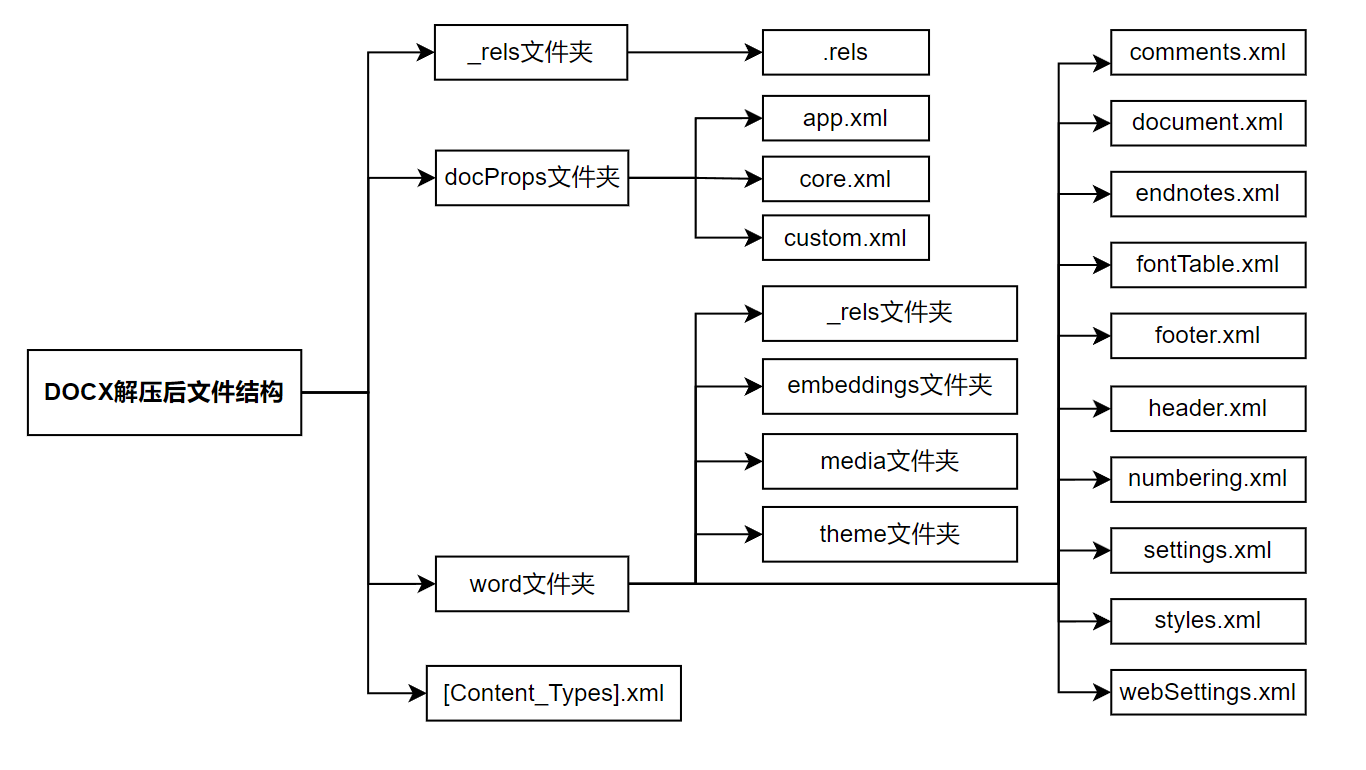 DOCX解压后文件结构
_rels文件夹
.rels
docProps文件夹
app.xml
core.xml
custom.xml
word文件夹
_rels文件夹
embeddings文件夹
media文件夹
theme文件夹
comments.xml
document.xml
endnotes.xml
fontTable.xml
footer.xml
header.xml
numbering.xml
settings.xml
styles.xml
webSettings.xml
[Content_Types].xml